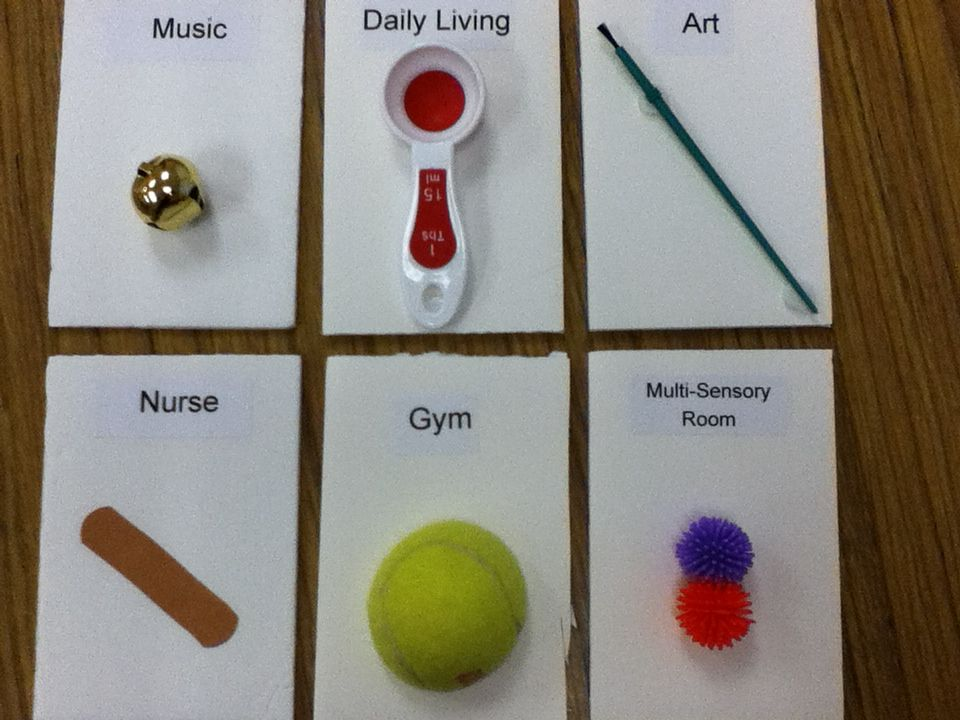 Music
Daily Living
Art
15
ml
1
Tbs
Nurse
Gym
Multi-Sensory
Room